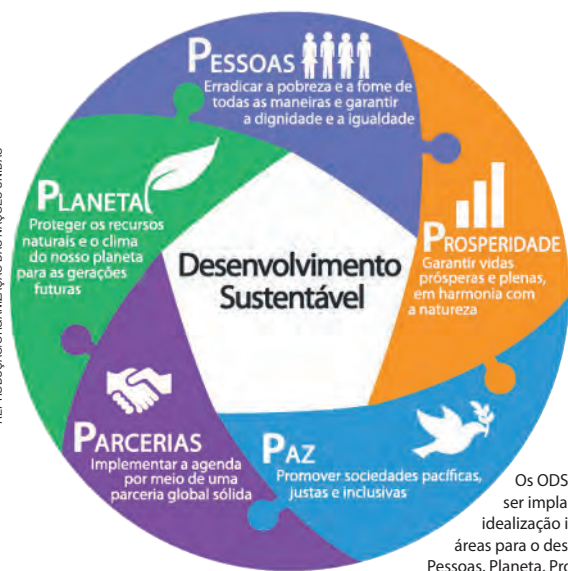 PESSOAS
Erradicar a pobreza e a fome de
todas as maneiras e garantir
a dignidade e a igualdade
PROSPERIDADE
Garantir vidas
prósperas e plenas,
em harmonia com
a natureza
PAZ
Promover sociedades pacíficas,
justas e inclusivas
PARCERIAS
Implementar a agenda
por meio de uma
parceria global sólida
PLANETA
Proteger os recursos
naturais e o clima
do nosso planeta
para as gerações
futuras
Desenvolvimento
Sustentável
Os ODS
ser impla
idealização i
áreas para o des
Pessoas, Planeta, Pro